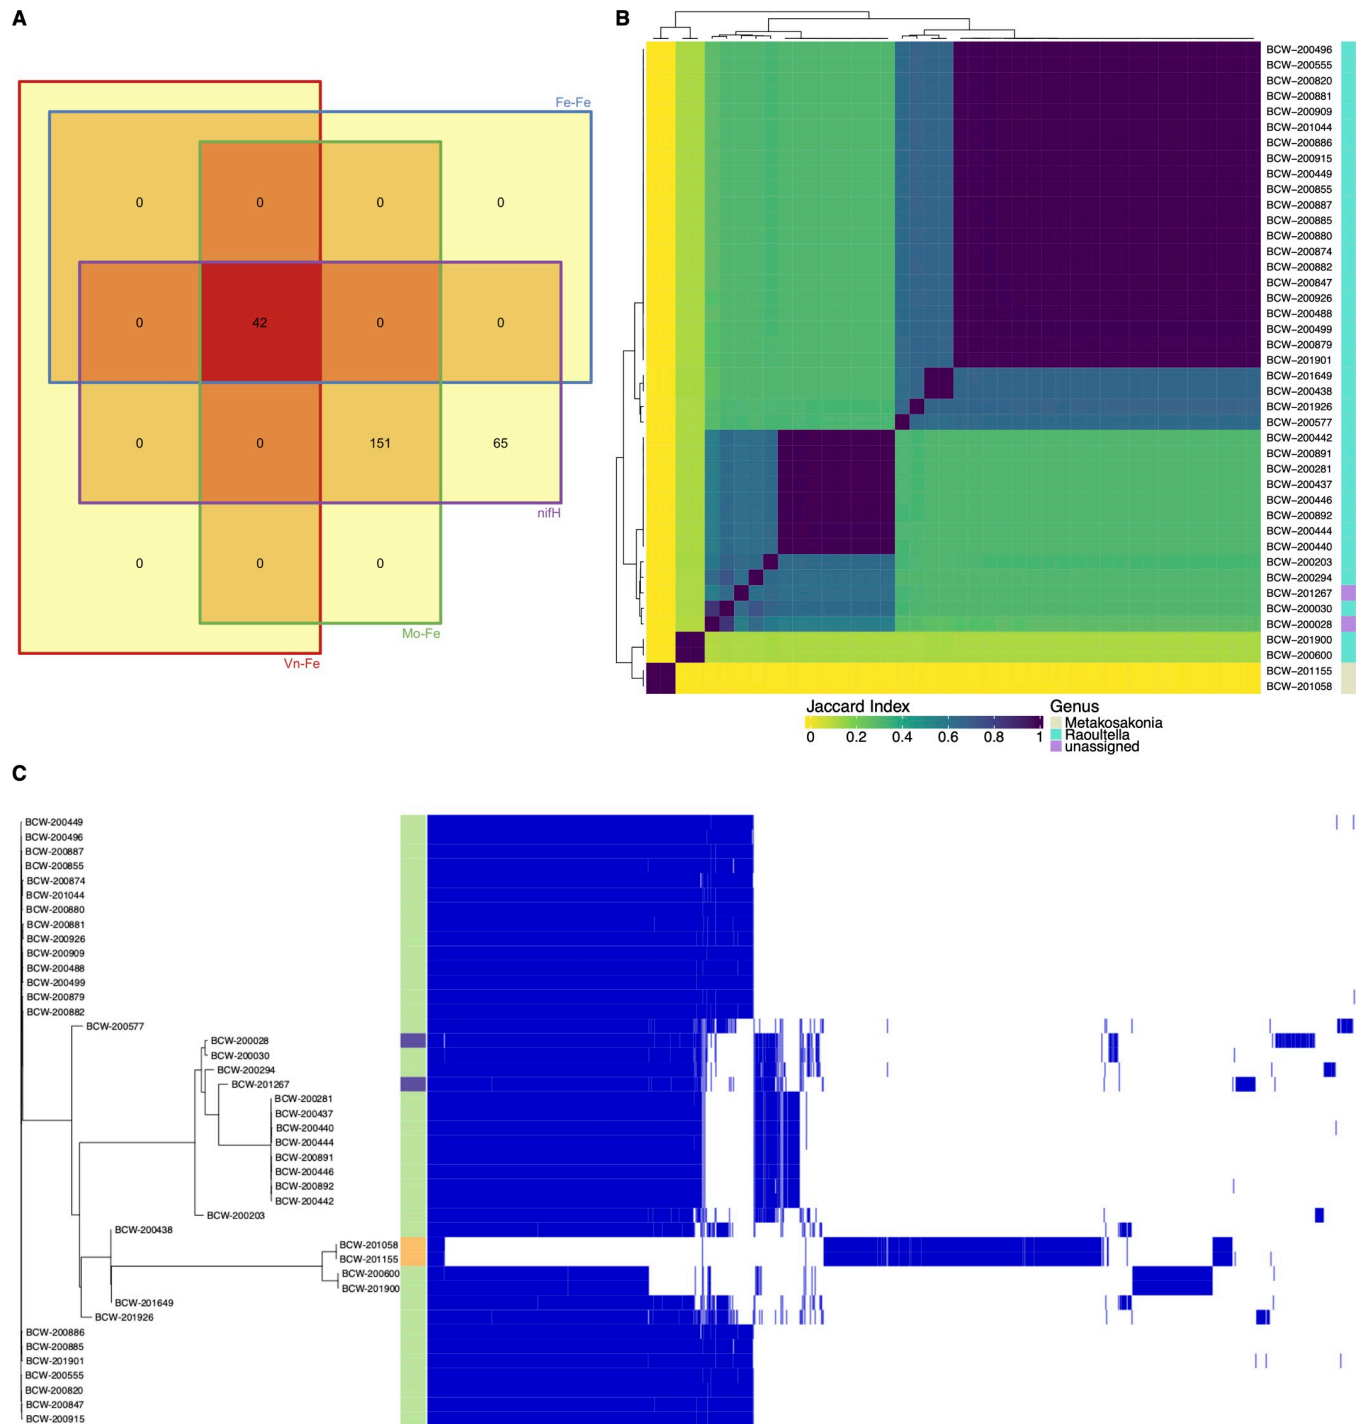 A
Fe-Fe
0 0 0 0
0 42 0 0
0 0 151 65
nifH
0 0 0
Mo-Fe
Vn-Fe
B
BCW-200496
BCW-200555
BCW-200820
BCW-200881
BCW-200909
BCW-201044
BCW-200886
BCW-200915
BCW-200449
BCW-200855
BCW-200887
BCW-200885
BCW-200880
BCW-200874
BCW-200882
BCW-200847
BCW-200926
BCW-200488
BCW-200499
BCW-200879
BCW-201901
BCW-201649
BCW-200438
BCW-201926
BCW-200577
BCW-200442
BCW-200891
BCW-200281
BCW-200437
BCW-200446
BCW-200892
BCW-200444
BCW-200440
BCW-200203
BCW-200294
BCW-201267
BCW-200030
BCW-200028
BCW-201900
BCW-200600
BCW-201155
BCW-201058
Jaccard Index
0 0.2 0.4 0.6 0.8 1
Genus
Metakosakonia
Raoultella
unassigned
C
BCW-200449
BCW-200496
BCW-200887
BCW-200855
BCW-200874
BCW-201044
BCW-200880
BCW-200881
BCW-200926
BCW-200909
BCW-200488
BCW-200499
BCW-200879
BCW-200882
BCW-200577
BCW-200028
BCW-200030
BCW-200294
BCW-201267
BCW-200281
BCW-200437
BCW-200440
BCW-200444
BCW-200891
BCW-200446
BCW-200892
BCW-200442
BCW-200203
BCW-200438
BCW-201058
BCW-201155
BCW-200600
BCW-201900
BCW-201649
BCW-201926
BCW-200886
BCW-200885
BCW-201901
BCW-200555
BCW-200820
BCW-200847
BCW-200915